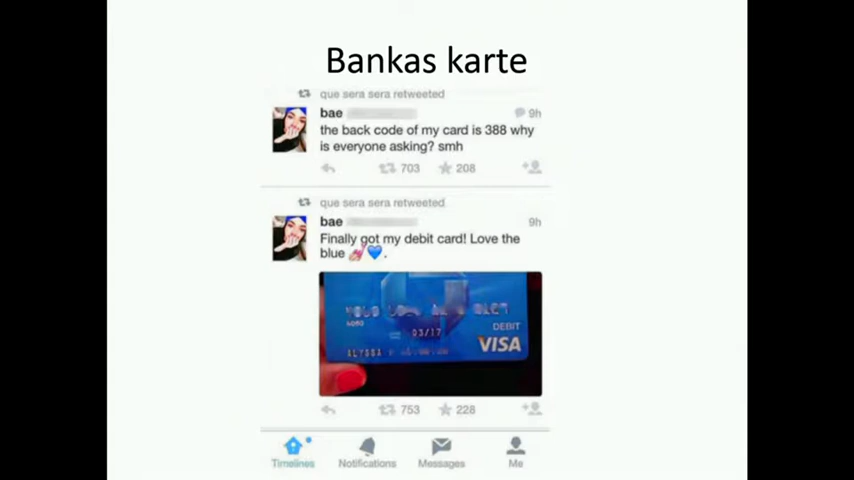 Bankas karte
que sera sera retweeted
bae
9h
the back code of my card is 388 why
is everyone asking? smh
703
208
que sera sera retweeted
bae
9h
Finally got my debit card! Love the
blue 💅💙.
03/17
DEBIT
VISA
753
228
Timelines
Notifications
Messages
Me